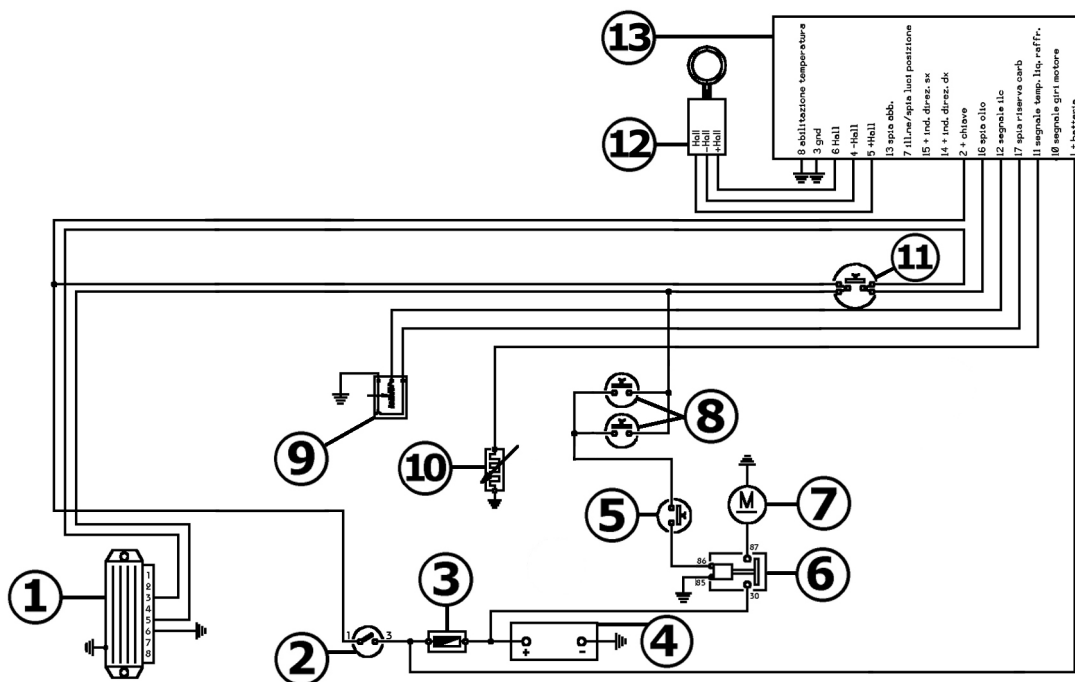 13
8 abilitazione temperatura
3 gnd
6 Hall
4 -Hall
5 +Hall
13 spia abb.
7 ill.ne/spia luci posizione
15 + ind. direz. sx
14 + ind. direz. dx
2 + chiave
16 spia olio
12 segnale ilc
17 spia riserva carb
11 segnale temp. liq. raffr.
10 segnale giri motore
1 + batteria
12
Hall
-Hall
+Hall
11
9
10
8
5
M
7
87
86
85
30
6
1
1
2
3
4
5
6
7
8
2
1
3
3
+
-
4